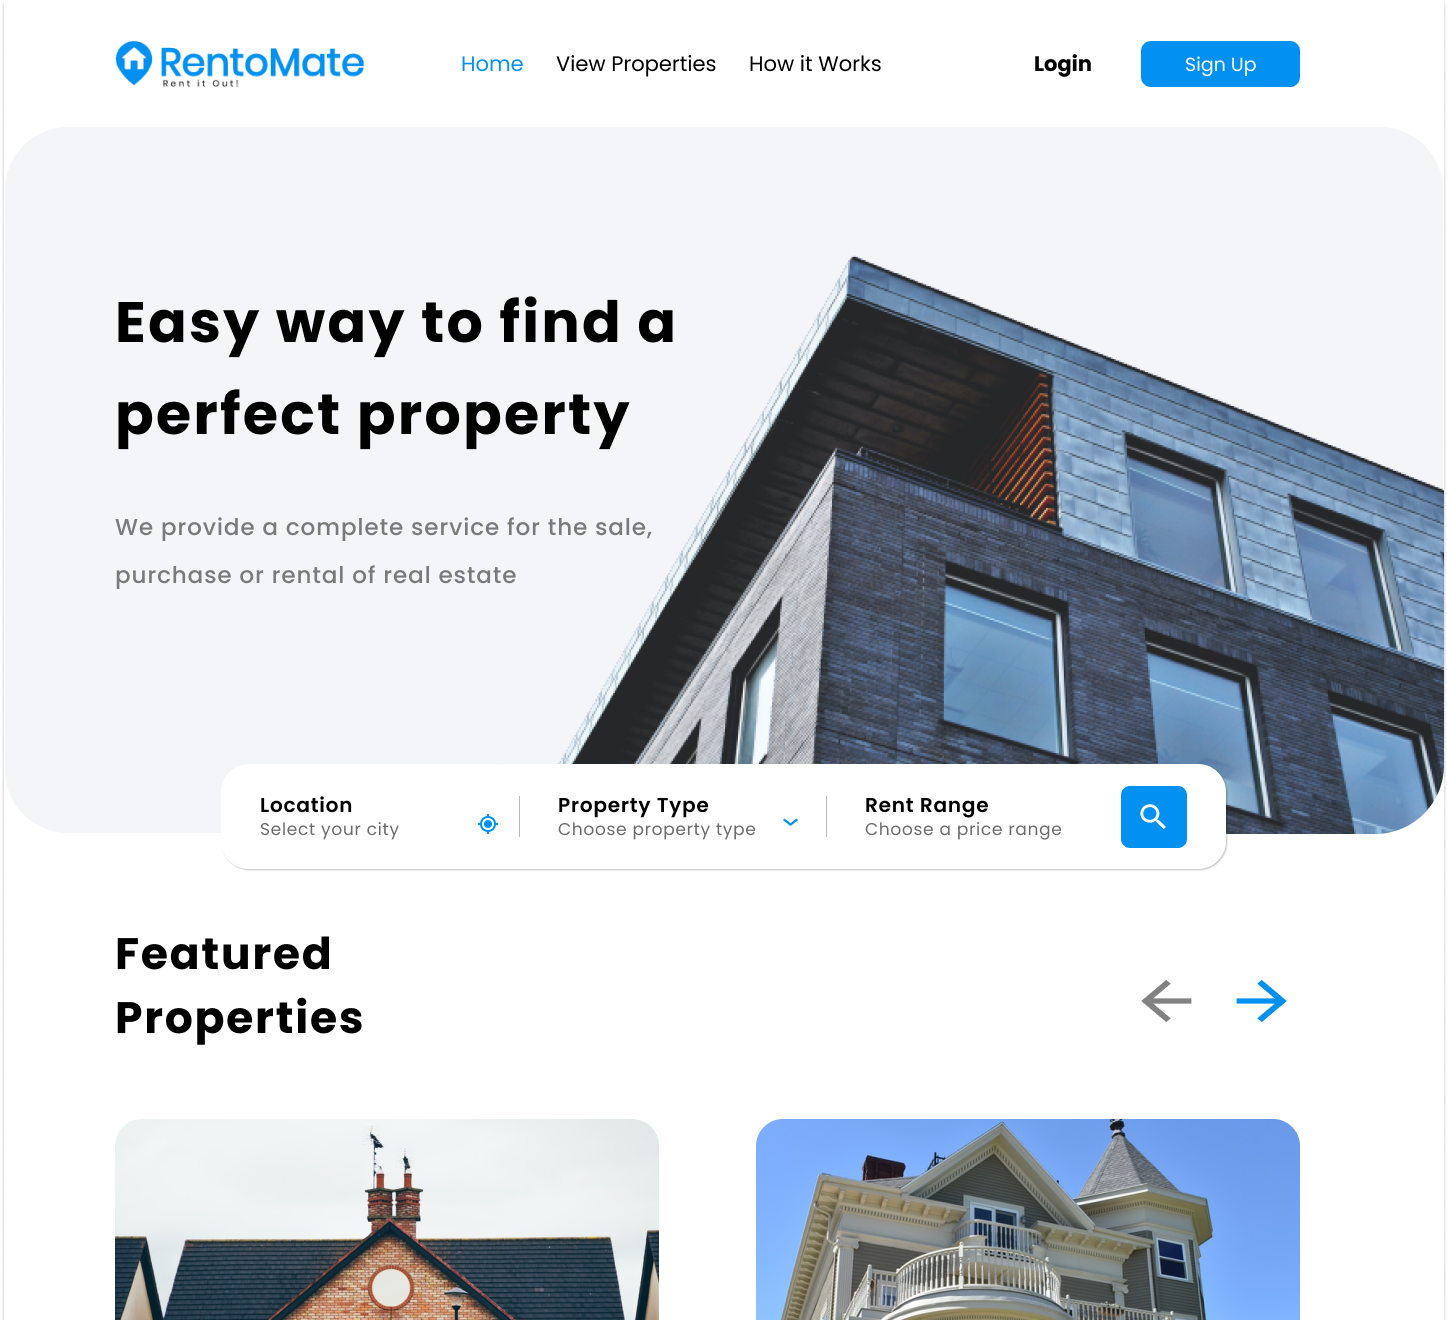 RentoMate
Rent it Out!
Home View Properties How it Works Login Sign Up
Easy way to find a
perfect property
We provide a complete service for the sale,
purchase or rental of real estate
Location Property Type Rent Range
Select your city Choose property type Choose a price range
Featured
Properties